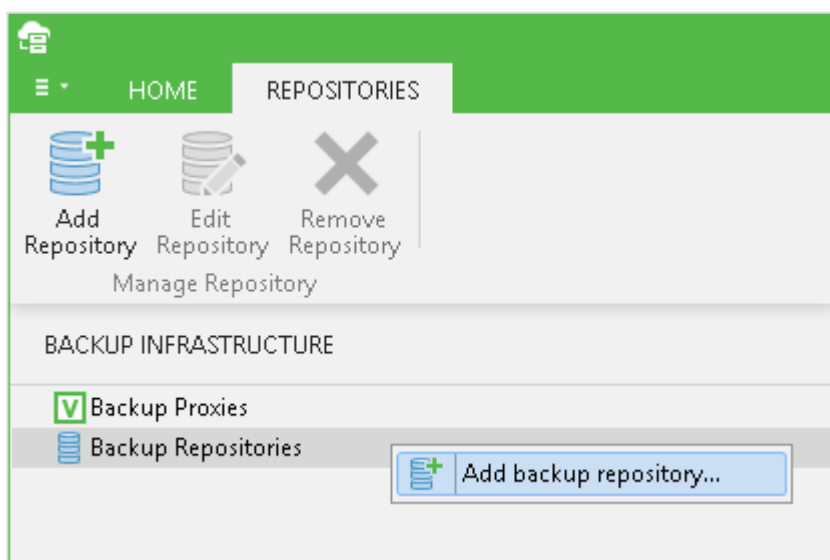 HOME REPOSITORIES
Add Repository
Edit Repository
Remove Repository
Manage Repository
BACKUP INFRASTRUCTURE
V Backup Proxies
Backup Repositories
Add backup repository...